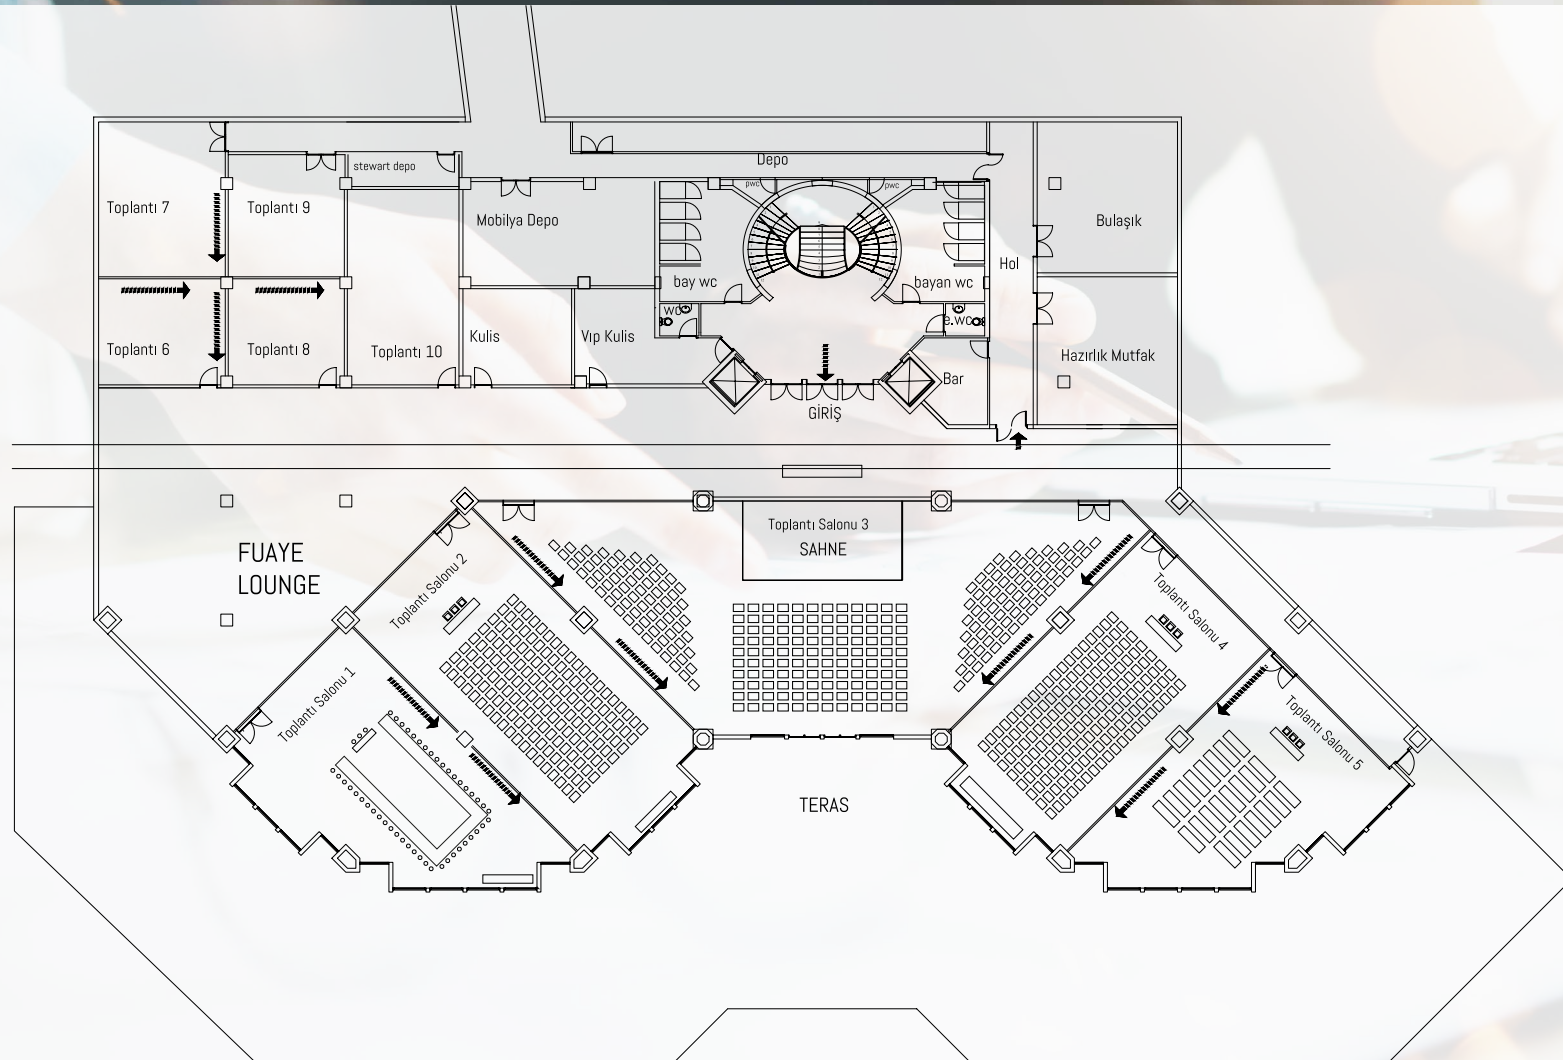 Depo
stewart depo
pwc
pwc
Toplantı 7
Toplantı 9
Mobilya Depo
Bulaşık
Hol
bay wc
bayan wc
wc
e.wc
Kulis
Vıp Kulis
Toplantı 6
Toplantı 8
Toplantı 10
Hazırlık Mutfak
Bar
GİRİŞ
Toplantı Salonu 3
SAHNE
FUAYE
LOUNGE
Toplantı Salonu 2
Toplantı Salonu 4
Toplantı Salonu 1
Toplantı Salonu 5
TERAS